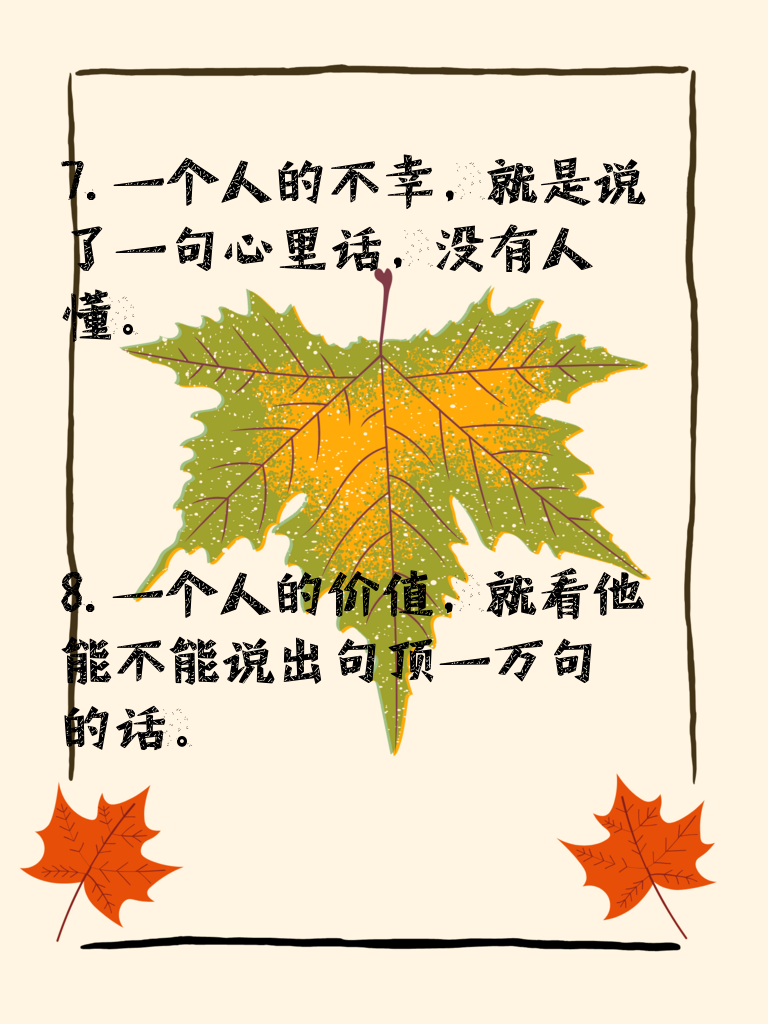 7.一个人的不幸，就是说
了一句心里话，没有人
懂。
8.一个人的价值，就看他
能不能说出句顶一万句
的话。